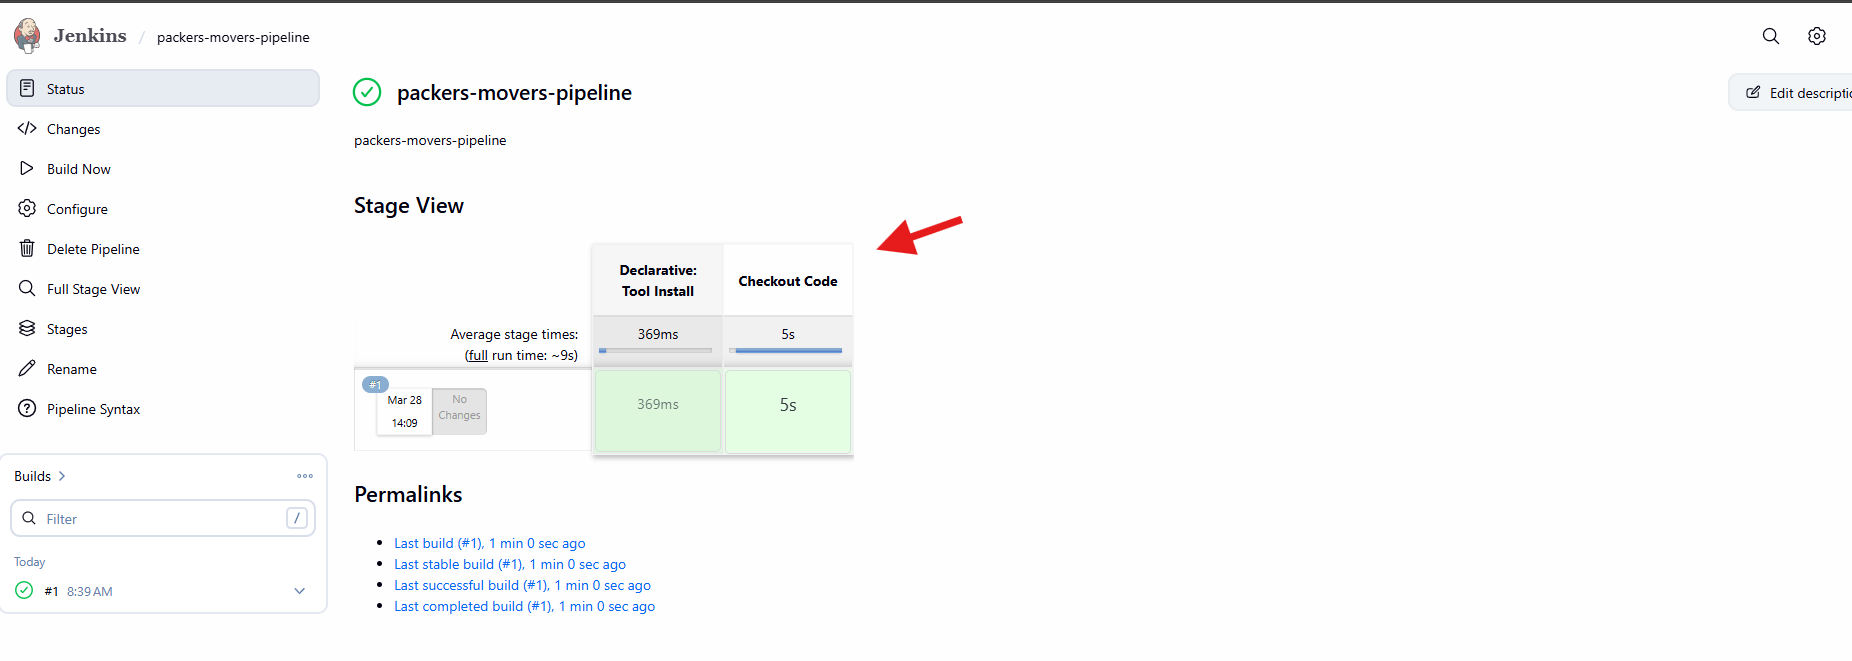 Jenkins / packers-movers-pipeline
Status
Changes
Build Now
Configure
Delete Pipeline
Full Stage View
Stages
Rename
Pipeline Syntax
Builds
Filter
/
Today
#1 8:39 AM
packers-movers-pipeline
Edit descriptio
packers-movers-pipeline
Stage View
Declarative:
Tool Install
Checkout Code
Average stage times:
(full run time: ~9s)
369ms
5s
#1
Mar 28
14:09
No
Changes
369ms
5s
Permalinks
Last build (#1), 1 min 0 sec ago
Last stable build (#1), 1 min 0 sec ago
Last successful build (#1), 1 min 0 sec ago
Last completed build (#1), 1 min 0 sec ago